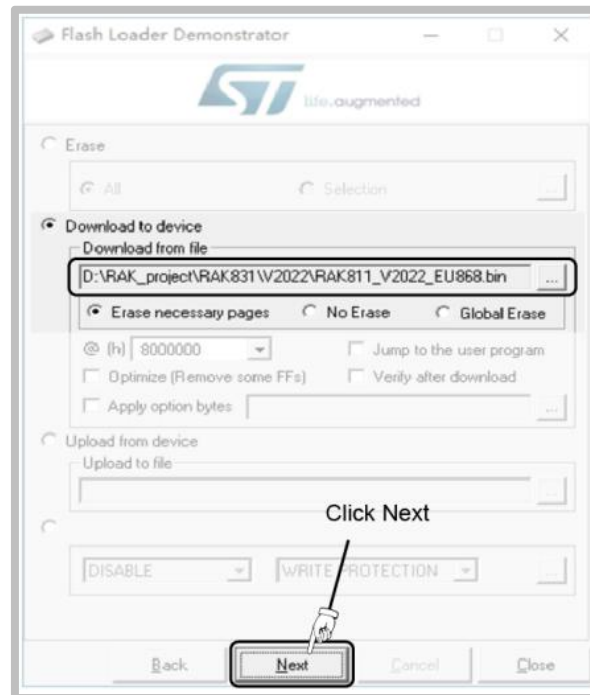 Flash Loader Demonstrator
ST life.augmented
Erase
All Selection ...
Download to device
Download from file
D:\RAK_project\RAK831\V2022\RAK811_V2022_EU868.bin ...
Erase necessary pages No Erase Global Erase
@ (h) 8000000 Jump to the user program
Optimize (Remove some FFs) Verify after download
Apply option bytes ...
Upload from device
Upload to file
...
Click Next
DISABLE WRITE PROTECTION ...
Back Next Cancel Close